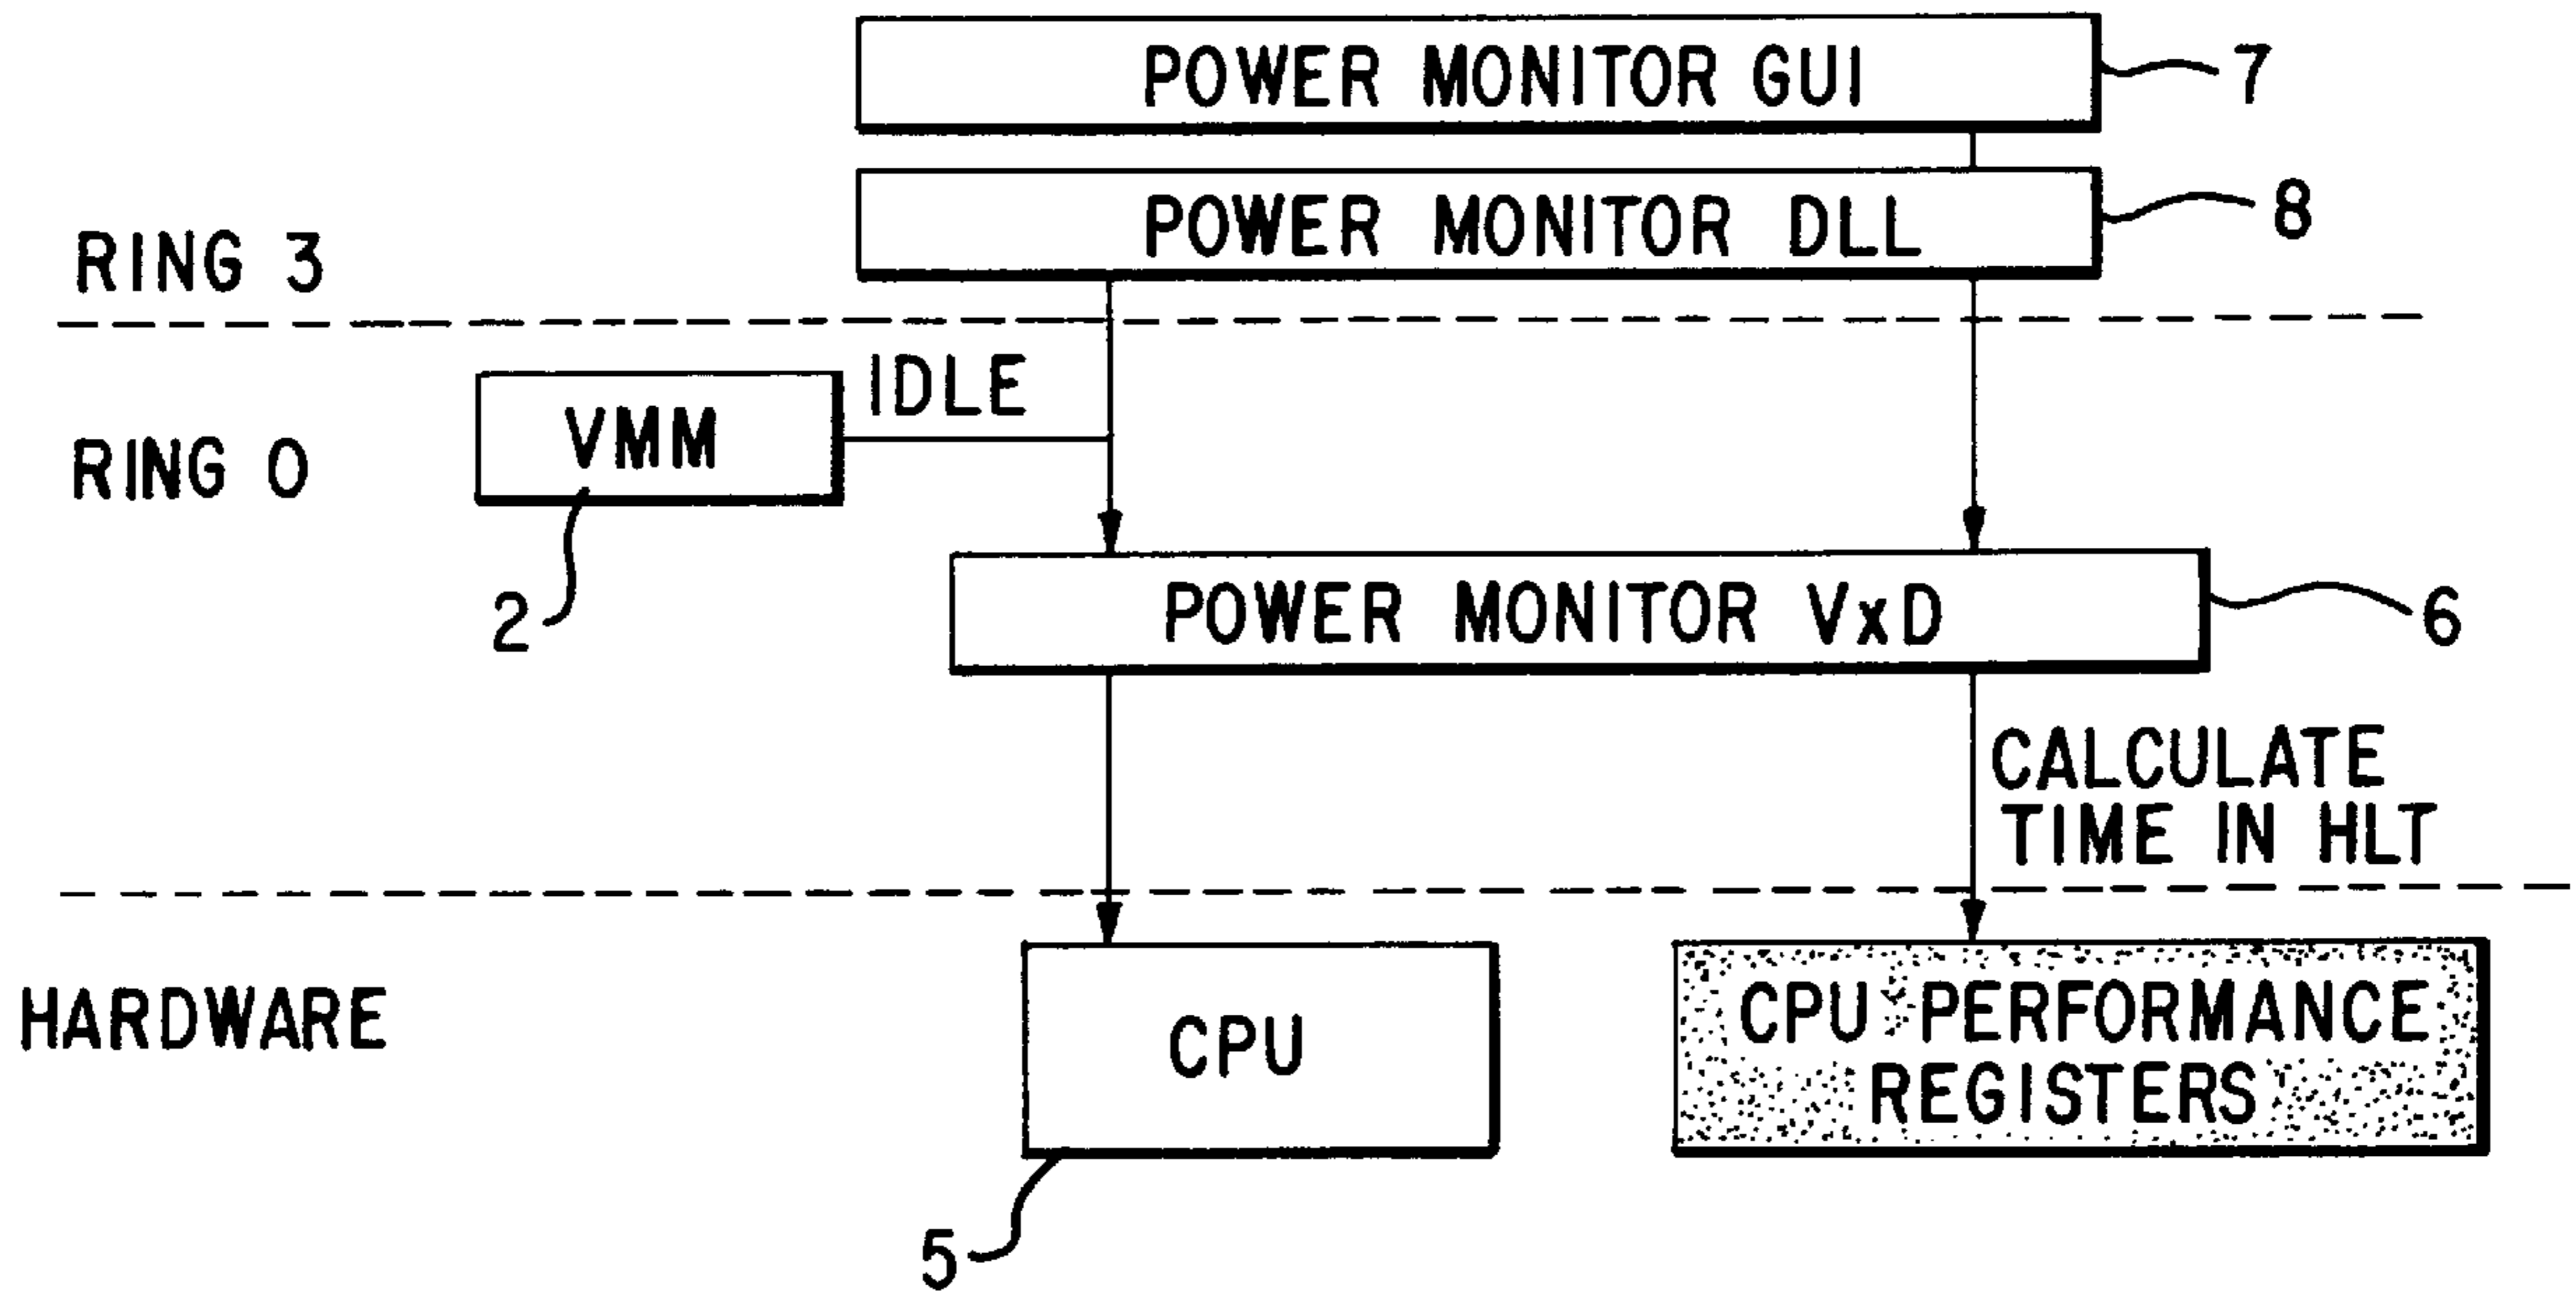 POWER MONITOR GUI
7
POWER MONITOR DLL
8
RING 3
IDLE
VMM
RING 0
2
POWER MONITOR VxD
6
CALCULATE
TIME IN HLT
HARDWARE
CPU
CPU PERFORMANCE
REGISTERS
5